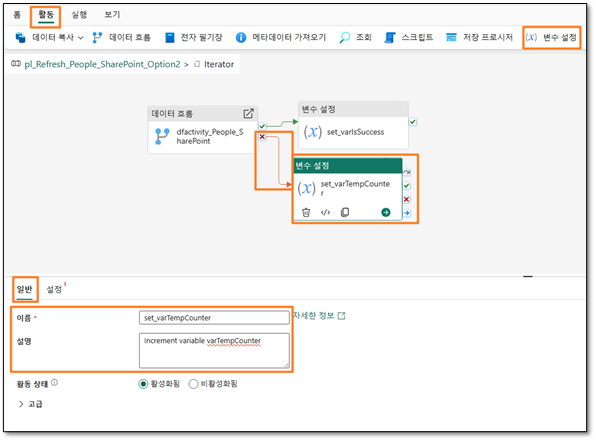 홈 활동 실행 보기
데이터 복사 데이터 흐름 전자 필기장 메타데이터 가져오기 조회 스크립트 저장 프로시저 (x) 변수 설정
pl_Refresh_People_SharePoint_Option2 > Iterator
데이터 흐름
dfactivity_People_S
harePoint
변수 설정
(x) set_varIsSuccess
변수 설정
(x) set_varTempCounte
r
일반 설정 1
이름 * set_varTempCounter 자세한 정보
설명 Increment variable varTempCounter
활동 상태 활성화됨 비활성화됨
> 고급